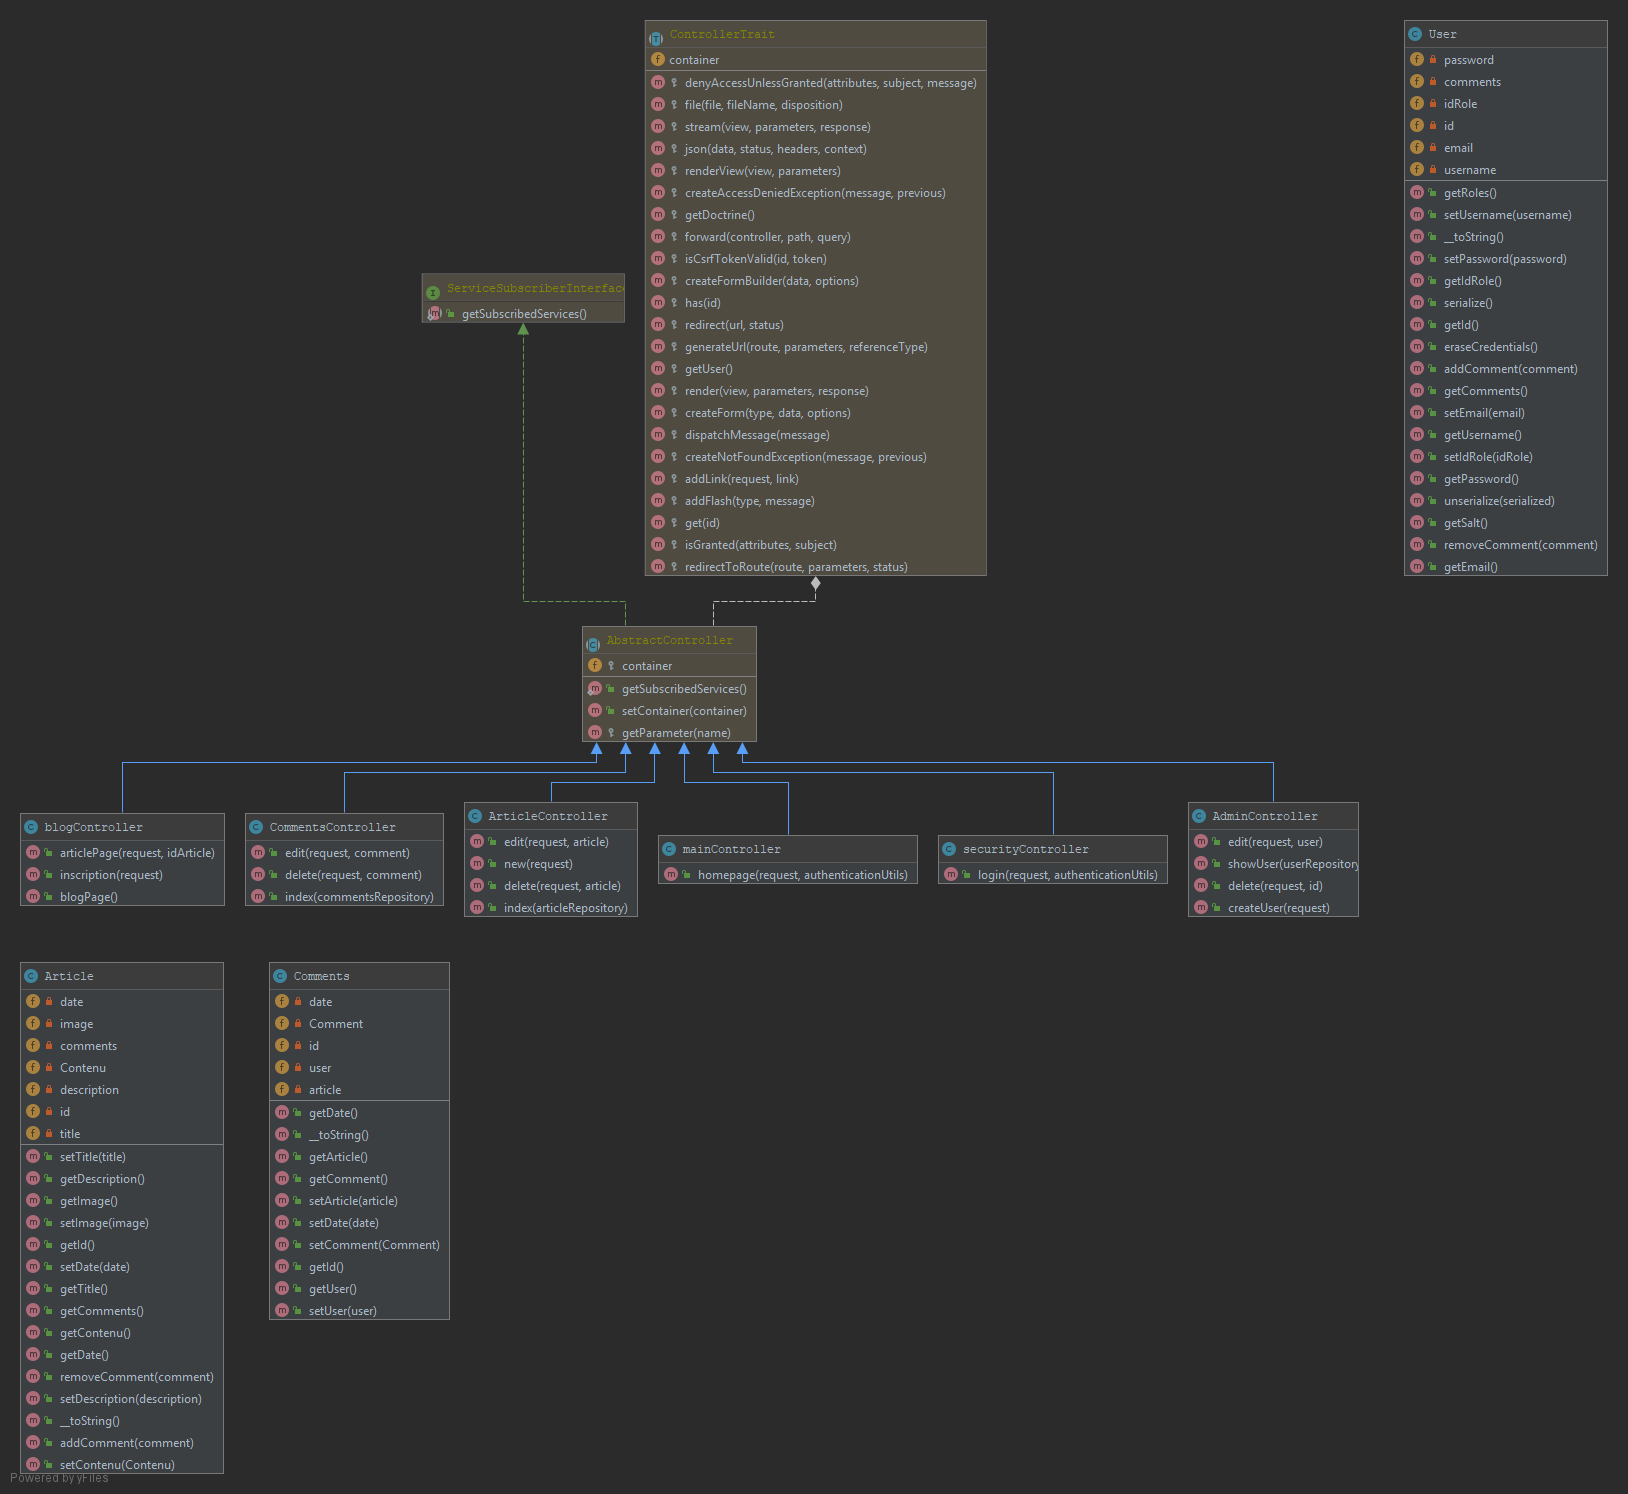 ControllerTrait
container
denyAccessUnlessGranted(attributes, subject, message)
file(file, fileName, disposition)
stream(view, parameters, response)
json(data, status, headers, context)
renderView(view, parameters)
createAccessDeniedException(message, previous)
getDoctrine()
forward(controller, path, query)
isCsrfTokenValid(id, token)
createFormBuilder(data, options)
has(id)
redirect(url, status)
generateUrl(route, parameters, referenceType)
getUser()
render(view, parameters, response)
createForm(type, data, options)
dispatchMessage(message)
createNotFoundException(message, previous)
addLink(request, link)
addFlash(type, message)
get(id)
isGranted(attributes, subject)
redirectToRoute(route, parameters, status)
User
password
comments
idRole
id
email
username
getRoles()
setUsername(username)
__toString()
setPassword(password)
getIdRole()
serialize()
getId()
eraseCredentials()
addComment(comment)
getComments()
setEmail(email)
getUsername()
setIdRole(idRole)
getPassword()
unserialize(serialized)
getSalt()
removeComment(comment)
getEmail()
ServiceSubscriberInterfac
getSubscribedServices()
AbstractController
container
getSubscribedServices()
setContainer(container)
getParameter(name)
blogController
articlePage(request, idArticle)
inscription(request)
blogPage()
CommentsController
edit(request, comment)
delete(request, comment)
index(commentsRepository)
ArticleController
edit(request, article)
new(request)
delete(request, article)
index(articleRepository)
mainController
homepage(request, authenticationUtils)
securityController
login(request, authenticationUtils)
AdminController
edit(request, user)
showUser(userRepository
delete(request, id)
createUser(request)
Article
date
image
comments
Contenu
description
id
title
setTitle(title)
getDescription()
getImage()
setImage(image)
getId()
setDate(date)
getTitle()
getComments()
getContenu()
getDate()
removeComment(comment)
setDescription(description)
__toString()
addComment(comment)
setContenu(Contenu)
Comments
date
Comment
id
user
article
getDate()
__toString()
getArticle()
getComment()
setArticle(article)
setDate(date)
setComment(Comment)
getId()
getUser()
setUser(user)
Powered by yFiles